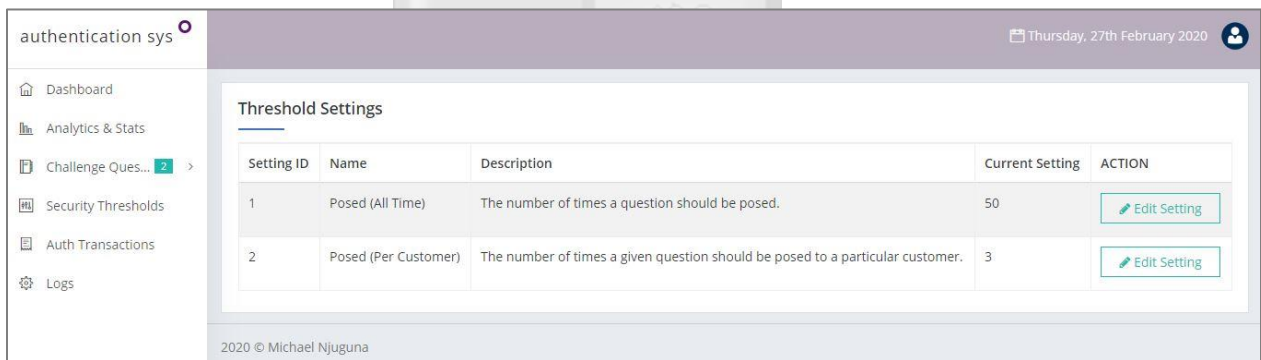 authentication sys
Thursday, 27th February 2020
Dashboard
Analytics & Stats
Challenge Ques... 2 >
Security Thresholds
Auth Transactions
Logs
Threshold Settings
Setting ID Name Description Current Setting ACTION
1 Posed (All Time) The number of times a question should be posed. 50 Edit Setting
2 Posed (Per Customer) The number of times a given question should be posed to a particular customer. 3 Edit Setting
2020 © Michael Njuguna